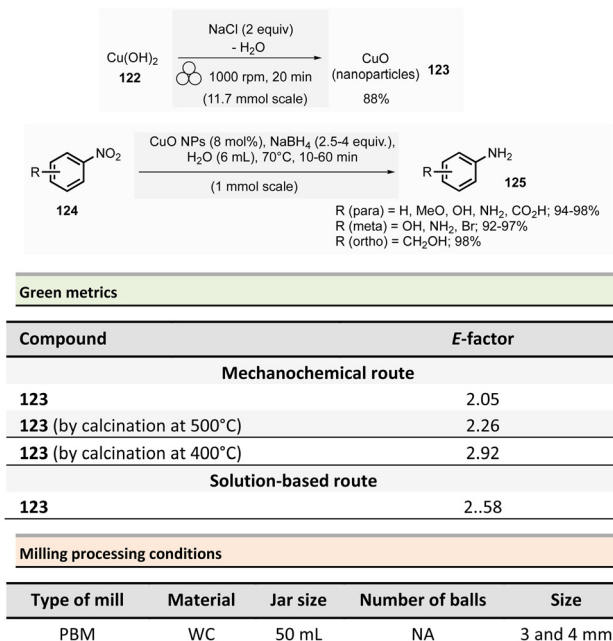 NaCl (2 equiv)
- H2O
Cu(OH)2
122
1000 rpm, 20 min
(11.7 mmol scale)
CuO
(nanoparticles) 123
88%
CuO NPs (8 mol%), NaBH4 (2.5-4 equiv.),
H2O (6 mL), 70°C, 10-60 min
(1 mmol scale)
R
NO2
124
R
NH2
125
R (para) = H, MeO, OH, NH2, CO2H; 94-98%
R (meta) = OH, NH2, Br; 92-97%
R (ortho) = CH2OH; 98%
Green metrics
Compound E-factor
Mechanochemical route
123 2.05
123 (by calcination at 500°C) 2.26
123 (by calcination at 400°C) 2.92
Solution-based route
123 2..58
Milling processing conditions
Type of mill Material Jar size Number of balls Size
PBM WC 50 mL NA 3 and 4 mm